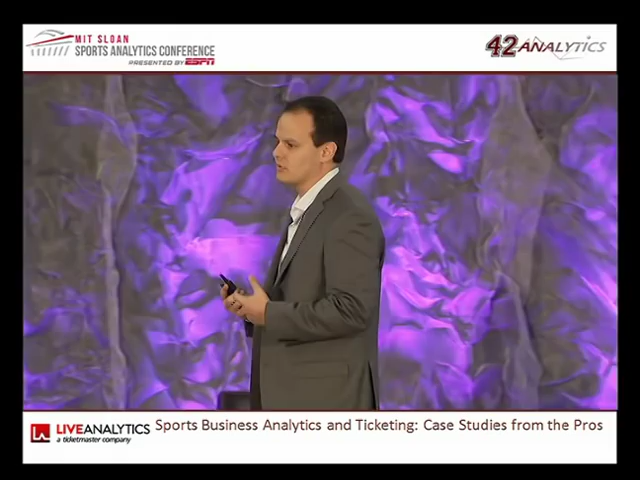 MIT SLOAN
SPORTS ANALYTICS CONFERENCE
PRESENTED BY ESPN
42 ANALYTICS
LIVEANALYTICS
a ticketmaster company
Sports Business Analytics and Ticketing: Case Studies from the Pros